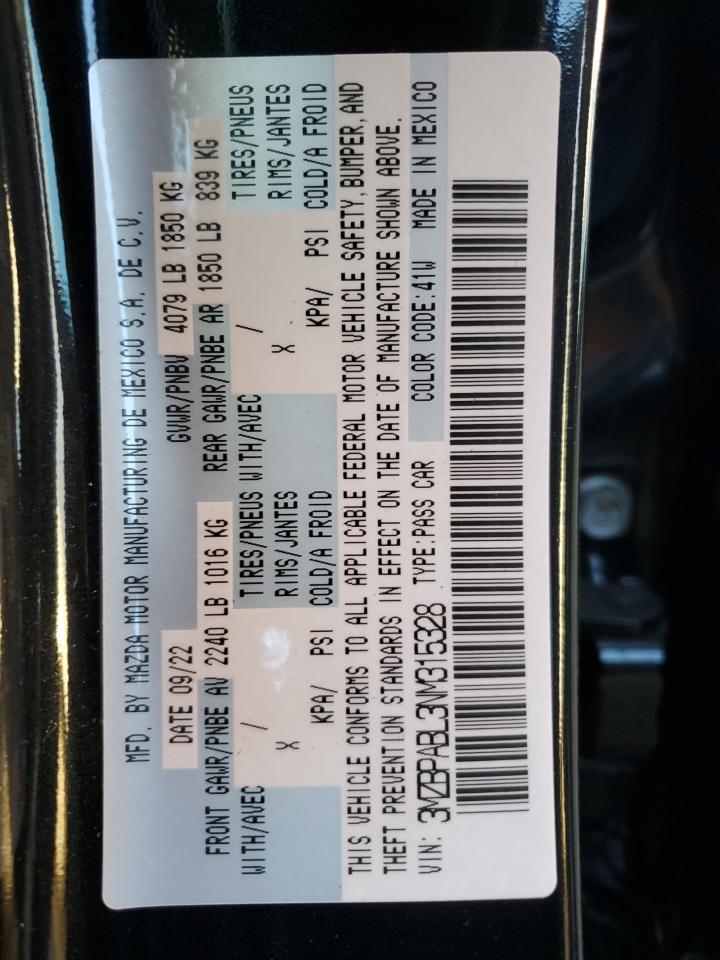 MFD. BY MAZDA MOTOR MANUFACTURING DE MEXICO S.A. DE C.V.
DATE 09/22 GVWR/PNBV 4079 LB 1850 KG
FRONT GAWR/PNBE AV 2240 LB 1016 KG REAR GAWR/PNBE AR 1850 LB 839 KG
WITH/AVEC / TIRES/PNEUS WITH/AVEC / TIRES/PNEUS
X RIMS/JANTES X RIMS/JANTES
KPA/ PSI COLD/A FROID KPA/ PSI COLD/A FROID
THIS VEHICLE CONFORMS TO ALL APPLICABLE FEDERAL MOTOR VEHICLE SAFETY, BUMPER, AND
THEFT PREVENTION STANDARDS IN EFFECT ON THE DATE OF MANUFACTURE SHOWN ABOVE.
VIN: 3MZBPABL3NM315328 TYPE:PASS CAR COLOR CODE:41W MADE IN MEXICO